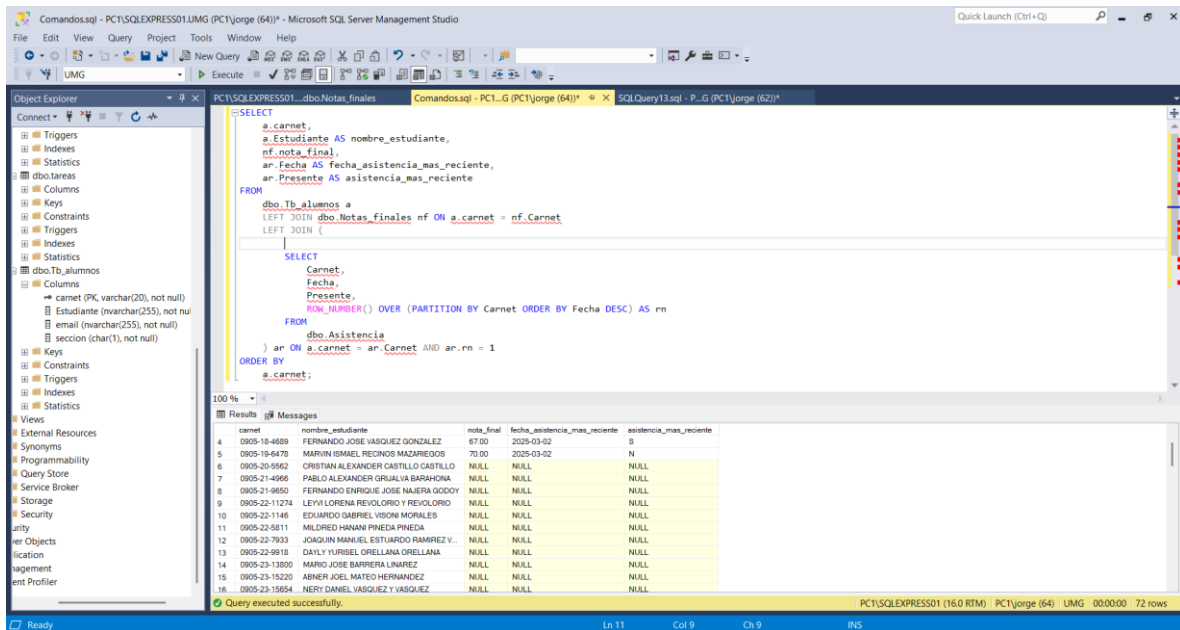 Comandos.sql - PC1\SQLEXPRESS01.UMG (PC1\jorge (64))* - Microsoft SQL Server Management Studio
Quick Launch (Ctrl+Q)
File Edit View Query Project Tools Window Help
New Query
UMG
Execute
Object Explorer
Connect
Triggers
Indexes
Statistics
dbo.tareas
Columns
Keys
Constraints
Triggers
Indexes
Statistics
dbo.Tb_alumnos
Columns
carnet (PK, varchar(20), not null)
Estudiante (nvarchar(255), not nul
email (nvarchar(255), not null)
seccion (char(1), not null)
Keys
Constraints
Triggers
Indexes
Statistics
Views
External Resources
Synonyms
Programmability
Query Store
Service Broker
Storage
Security
urity
er Objects
lication
nagement
ent Profiler
PC1\SQLEXPRESS01....dbo.Notas_finales
Comandos.sql - PC1...G (PC1\jorge (64))*
SQLQuery13.sql - P...G (PC1\jorge (62))*
SELECT
a.carnet,
a.Estudiante AS nombre_estudiante,
nf.nota_final,
ar.Fecha AS fecha_asistencia_mas_reciente,
ar.Presente AS asistencia_mas_reciente
FROM
dbo.Tb_alumnos a
LEFT JOIN dbo.Notas_finales nf ON a.carnet = nf.Carnet
LEFT JOIN (
SELECT
Carnet,
Fecha,
Presente,
ROW_NUMBER() OVER (PARTITION BY Carnet ORDER BY Fecha DESC) AS rn
FROM
dbo.Asistencia
) ar ON a.carnet = ar.Carnet AND ar.rn = 1
ORDER BY
a.carnet;
100 %
Results Messages
carnet nombre_estudiante nota_final fecha_asistencia_mas_reciente asistencia_mas_reciente
4 0905-18-4689 FERNANDO JOSE VASQUEZ GONZALEZ 67.00 2025-03-02 S
5 0905-19-6478 MARVIN ISMAEL RECINOS MAZARIEGOS 70.00 2025-03-02 N
6 0905-20-5562 CRISTIAN ALEXANDER CASTILLO CASTILLO NULL NULL NULL
7 0905-21-4966 PABLO ALEXANDER GRIJALVA BARAHONA NULL NULL NULL
8 0905-21-9650 FERNANDO ENRIQUE JOSE NAJERA GODOY NULL NULL NULL
9 0905-22-11274 LEYVI LORENA REVOLORIO Y REVOLORIO NULL NULL NULL
10 0905-22-1146 EDUARDO GABRIEL VISONI MORALES NULL NULL NULL
11 0905-22-5811 MILDRED HANANI PINEDA PINEDA NULL NULL NULL
12 0905-22-7933 JOAQUIN MANUEL ESTUARDO RAMIREZ V... NULL NULL NULL
13 0905-22-9918 DAYLY YURISEL ORELLANA ORELLANA NULL NULL NULL
14 0905-23-13800 MARIO JOSE BARRERA LINAREZ NULL NULL NULL
15 0905-23-15220 ABNER JOEL MATEO HERNANDEZ NULL NULL NULL
16 0905-23-15654 NERY DANIEL VASQUEZ Y VASQUEZ NULL NULL NULL
Query executed successfully.
PC1\SQLEXPRESS01 (16.0 RTM) PC1\jorge (64) UMG 00:00:00 72 rows
Ready Ln 11 Col 9 Ch 9 INS